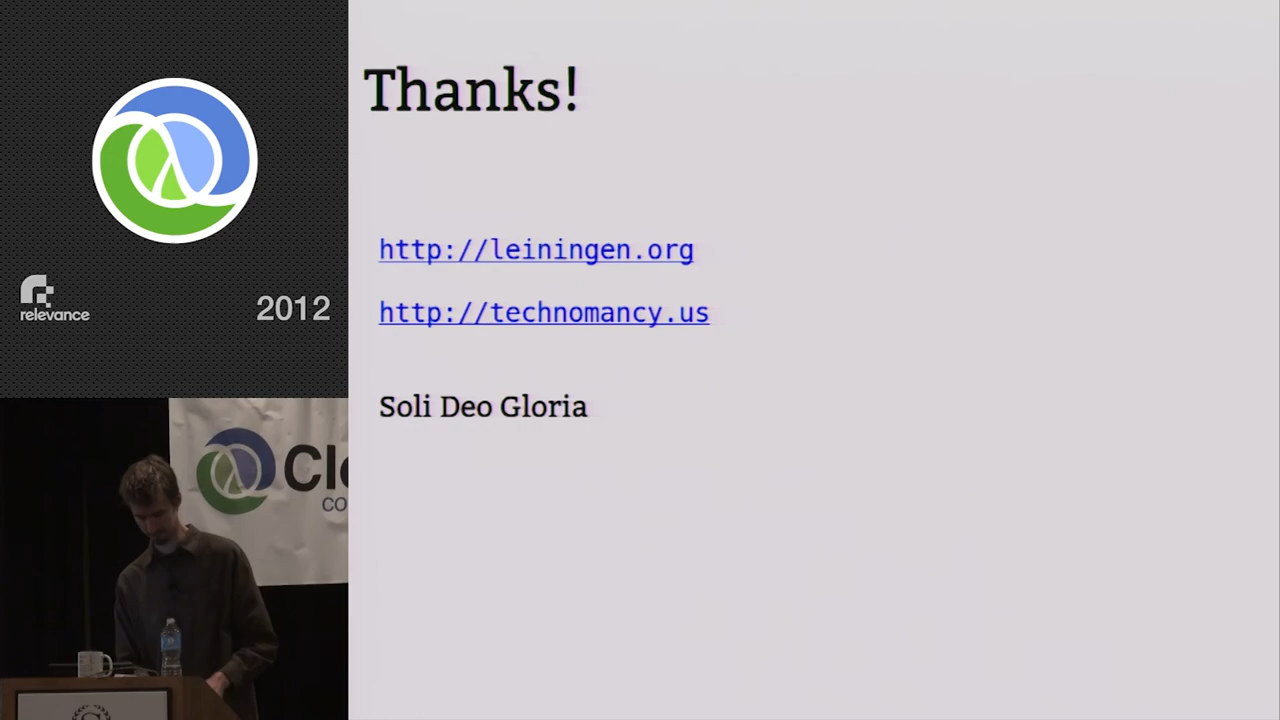 relevance
2012
Thanks!
http://leiningen.org
http://technomancy.us
Soli Deo Gloria